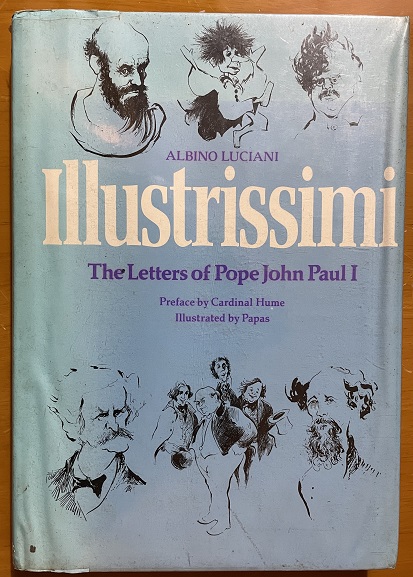 ALBINO LUCIANI
Illustrissimi
The Letters of Pope John Paul I
Preface by Cardinal Hume
Illustrated by Papas